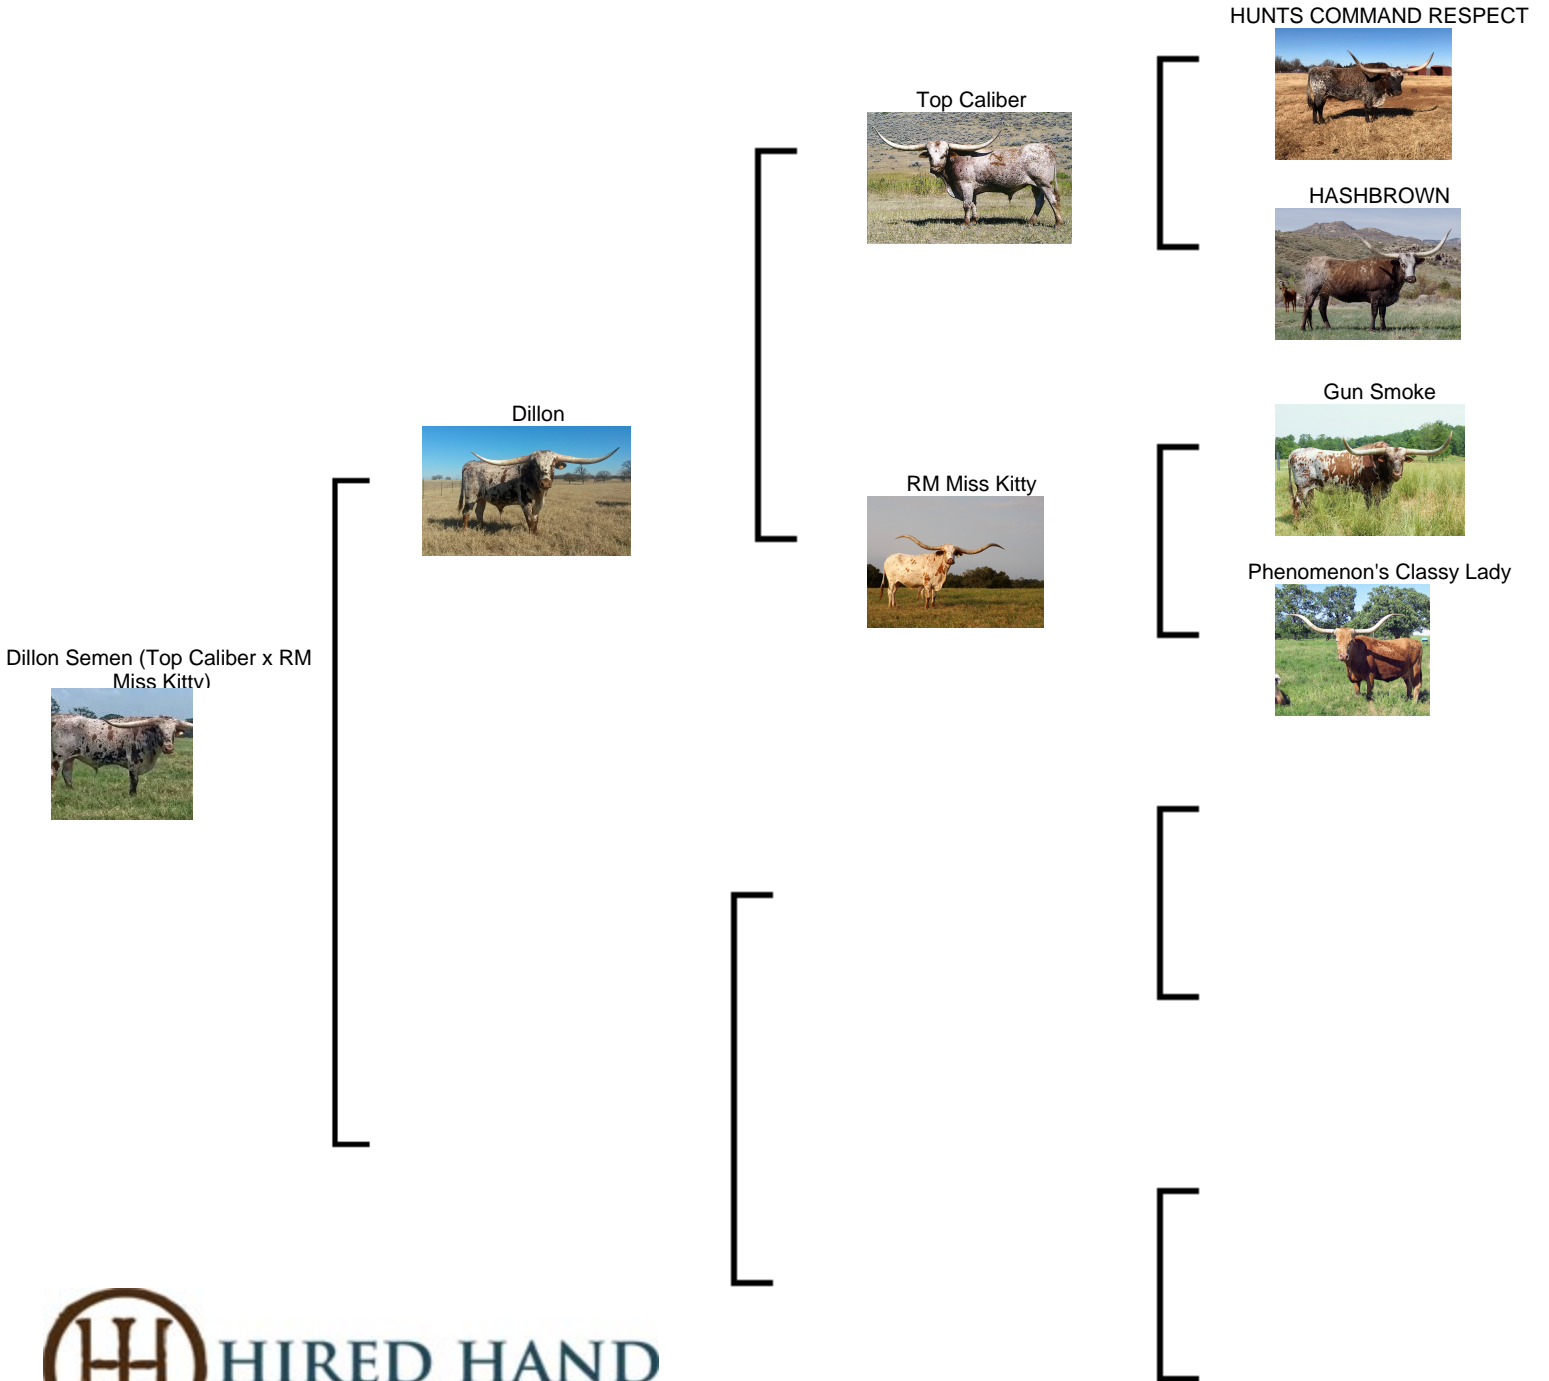 HUNTS COMMAND RESPECT
Top Caliber
HASHBROWN
Gun Smoke
Dillon
RM Miss Kitty
Phenomenon's Classy Lady
Dillon Semen (Top Caliber x RM
Miss Kitty)
HIRED HAND